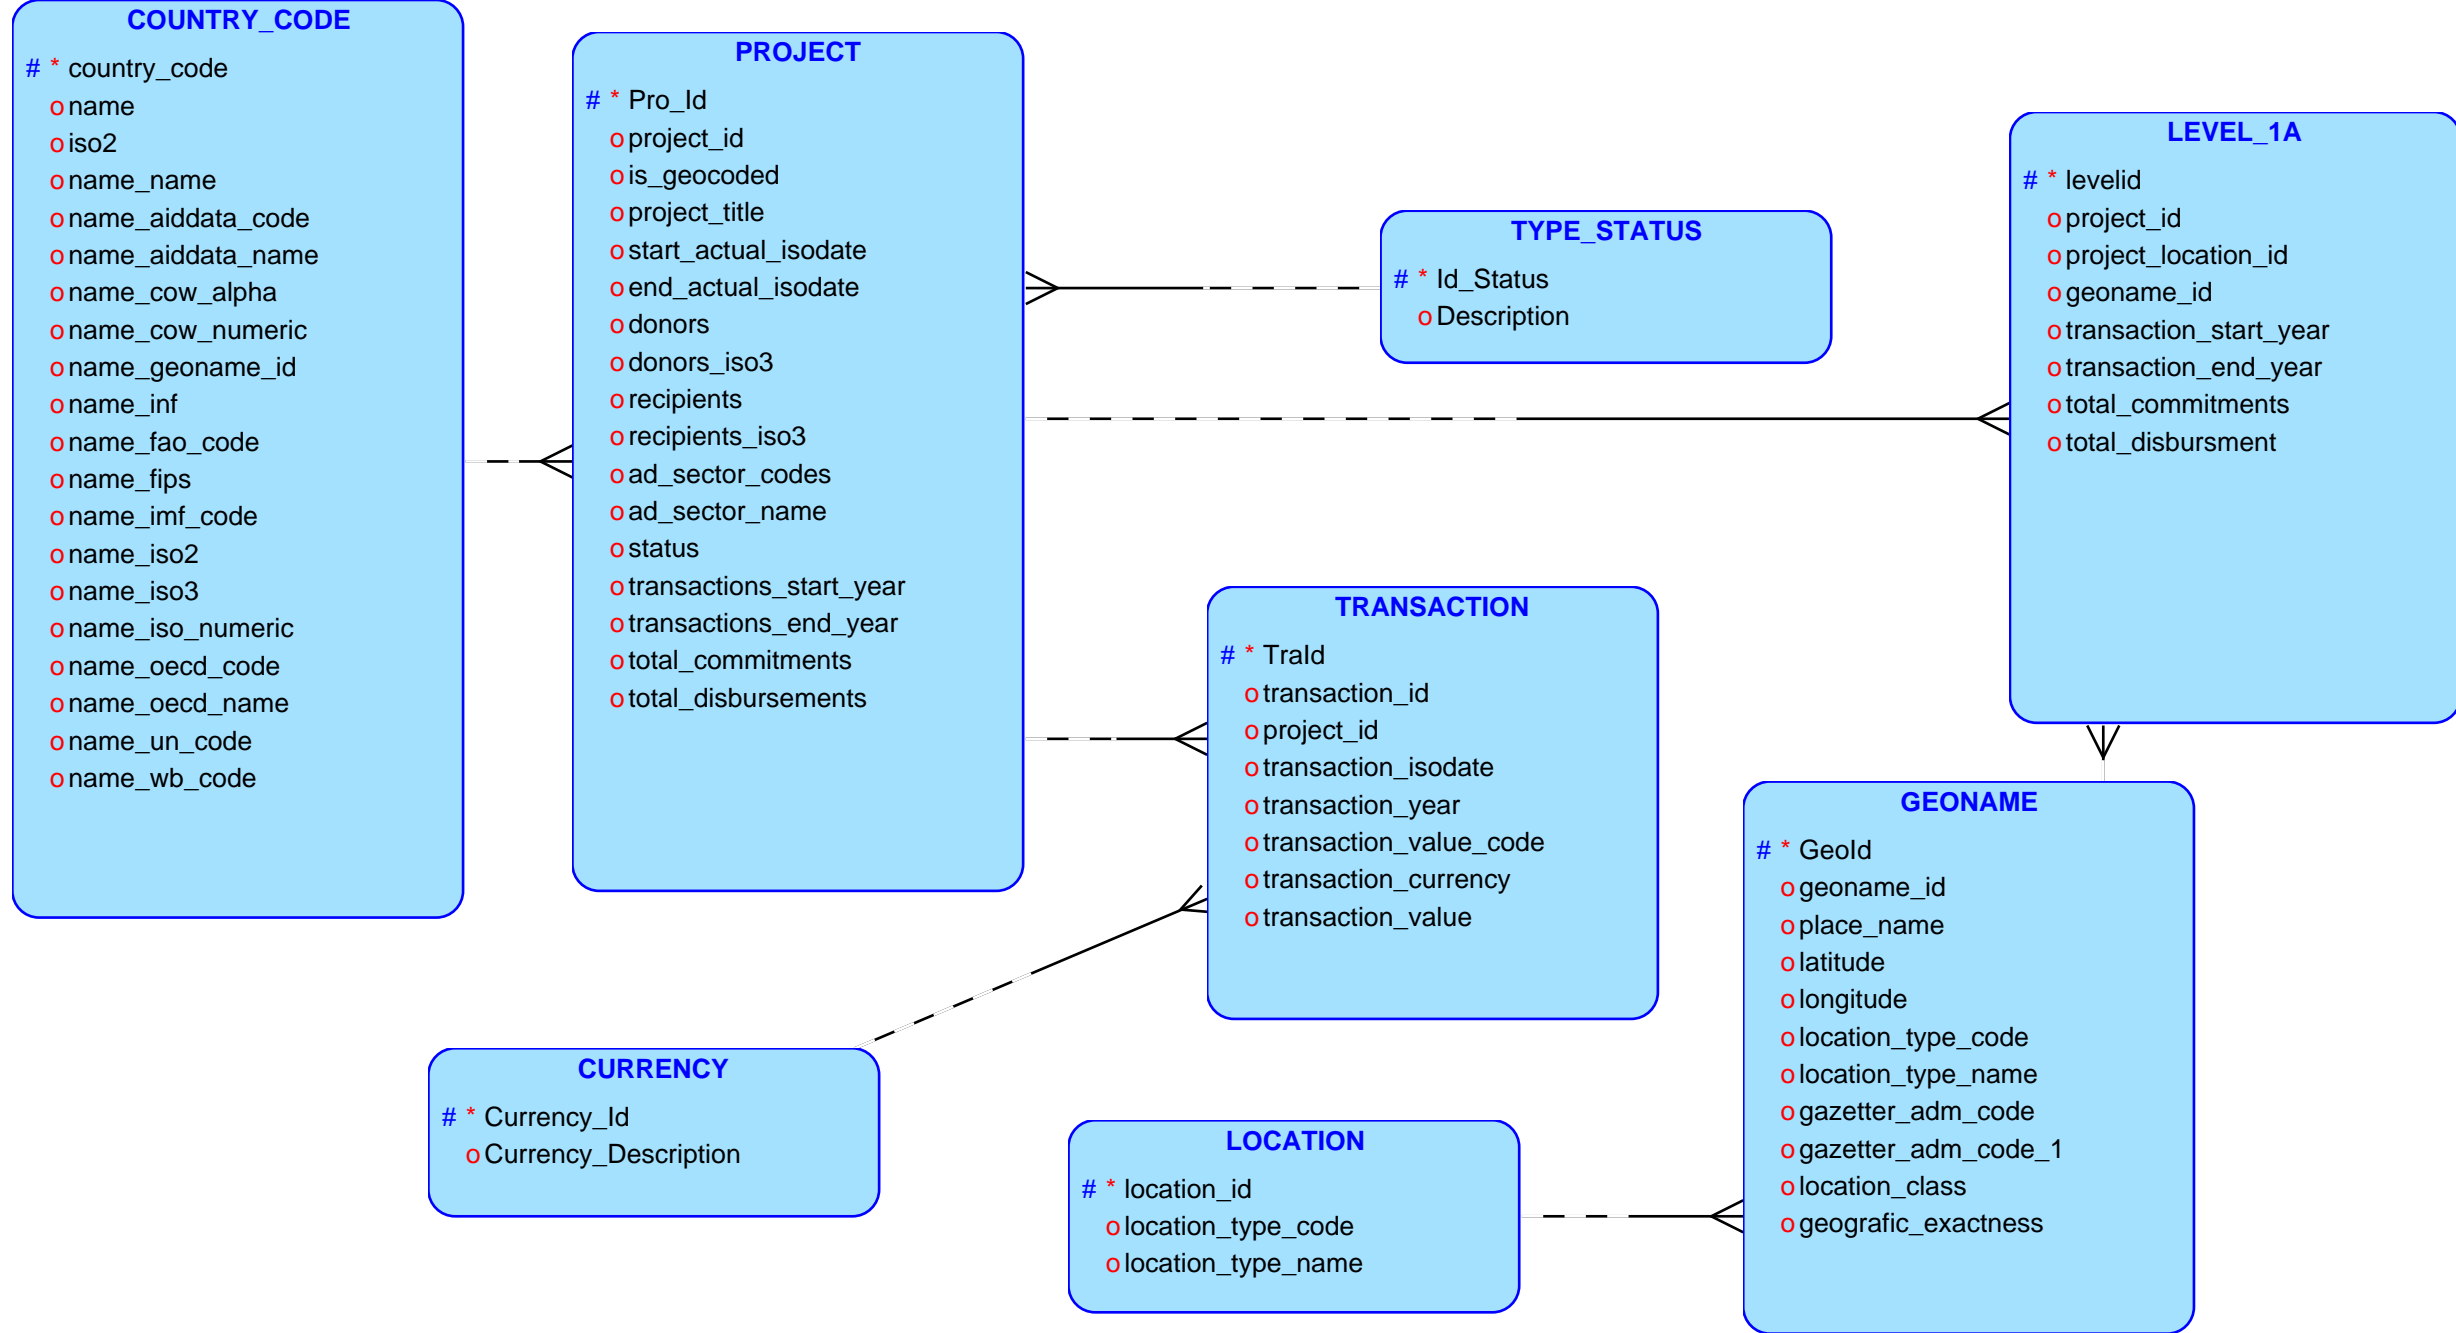 COUNTRY_CODE
# * country_code
o name
o iso2
o name_name
o name_aiddata_code
o name_aiddata_name
o name_cow_alpha
o name_cow_numeric
o name_geoname_id
o name_inf
o name_fao_code
o name_fips
o name_imf_code
o name_iso2
o name_iso3
o name_iso_numeric
o name_oecd_code
o name_oecd_name
o name_un_code
o name_wb_code
PROJECT
# * Pro_Id
o project_id
o is_geocoded
o project_title
o start_actual_isodate
o end_actual_isodate
o donors
o donors_iso3
o recipients
o recipients_iso3
o ad_sector_codes
o ad_sector_name
o status
o transactions_start_year
o transactions_end_year
o total_commitments
o total_disbursements
TYPE_STATUS
# * Id_Status
o Description
LEVEL_1A
# * levelid
o project_id
o project_location_id
o geoname_id
o transaction_start_year
o transaction_end_year
o total_commitments
o total_disbursment
TRANSACTION
# * TraId
o transaction_id
o project_id
o transaction_isodate
o transaction_year
o transaction_value_code
o transaction_currency
o transaction_value
GEONAME
# * GeoId
o geoname_id
o place_name
o latitude
o longitude
o location_type_code
o location_type_name
o gazetter_adm_code
o gazetter_adm_code_1
o location_class
o geografic_exactness
CURRENCY
# * Currency_Id
o Currency_Description
LOCATION
# * location_id
o location_type_code
o location_type_name